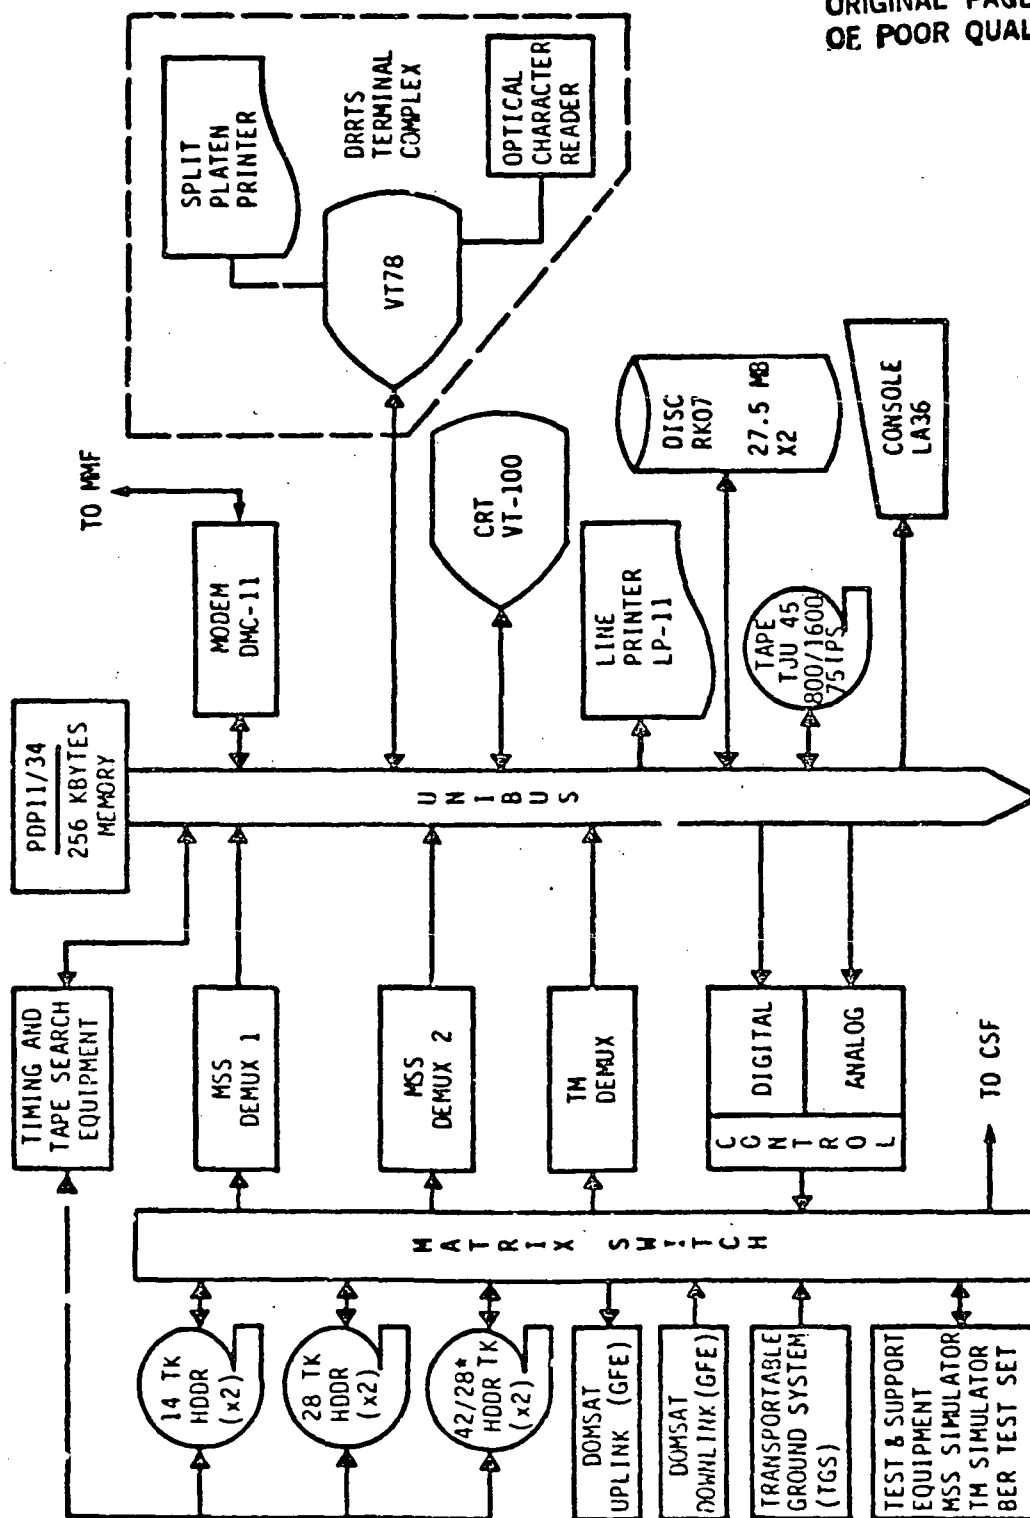 ORIGINAL PAGE
OF POOR QUAL
14 TK
HDDR
(x2)
28 TK
HDDR
(x2)
42/28*
HDDR TK
(x2)
DOMSAT
UPLINK (GFE)
DOMSAT
DOWNLINK (GFE)
TRANSPORTABLE
GROUND SYSTEM
(TGS)
TEST & SUPPORT
EQUIPMENT
MSS SIMULATOR
TM SIMULATOR
BER TEST SET
MATRIX SWITCH
TO CSF
TIMING AND
TAPE SEARCH
EQUIPMENT
MSS
DEMUX 1
MSS
DEMUX 2
TM
DEMUX
CONTROL
DIGITAL
ANALOG
PDP11/34
256 KBYTES
MEMORY
UNIBUS
MODEM
DMC-11
TO MMF
CRT
VT-100
LINE
PRINTER
LP-11
DISC
RK07
27.5 MB
X2
TAPE
TJU 45
800/1600
75 IPS
CONSOLE
LA36
SPLIT
PLATEN
PRINTER
DRRTS
TERMINAL
COMPLEX
VT78
OPTICAL
CHARACTER
READER